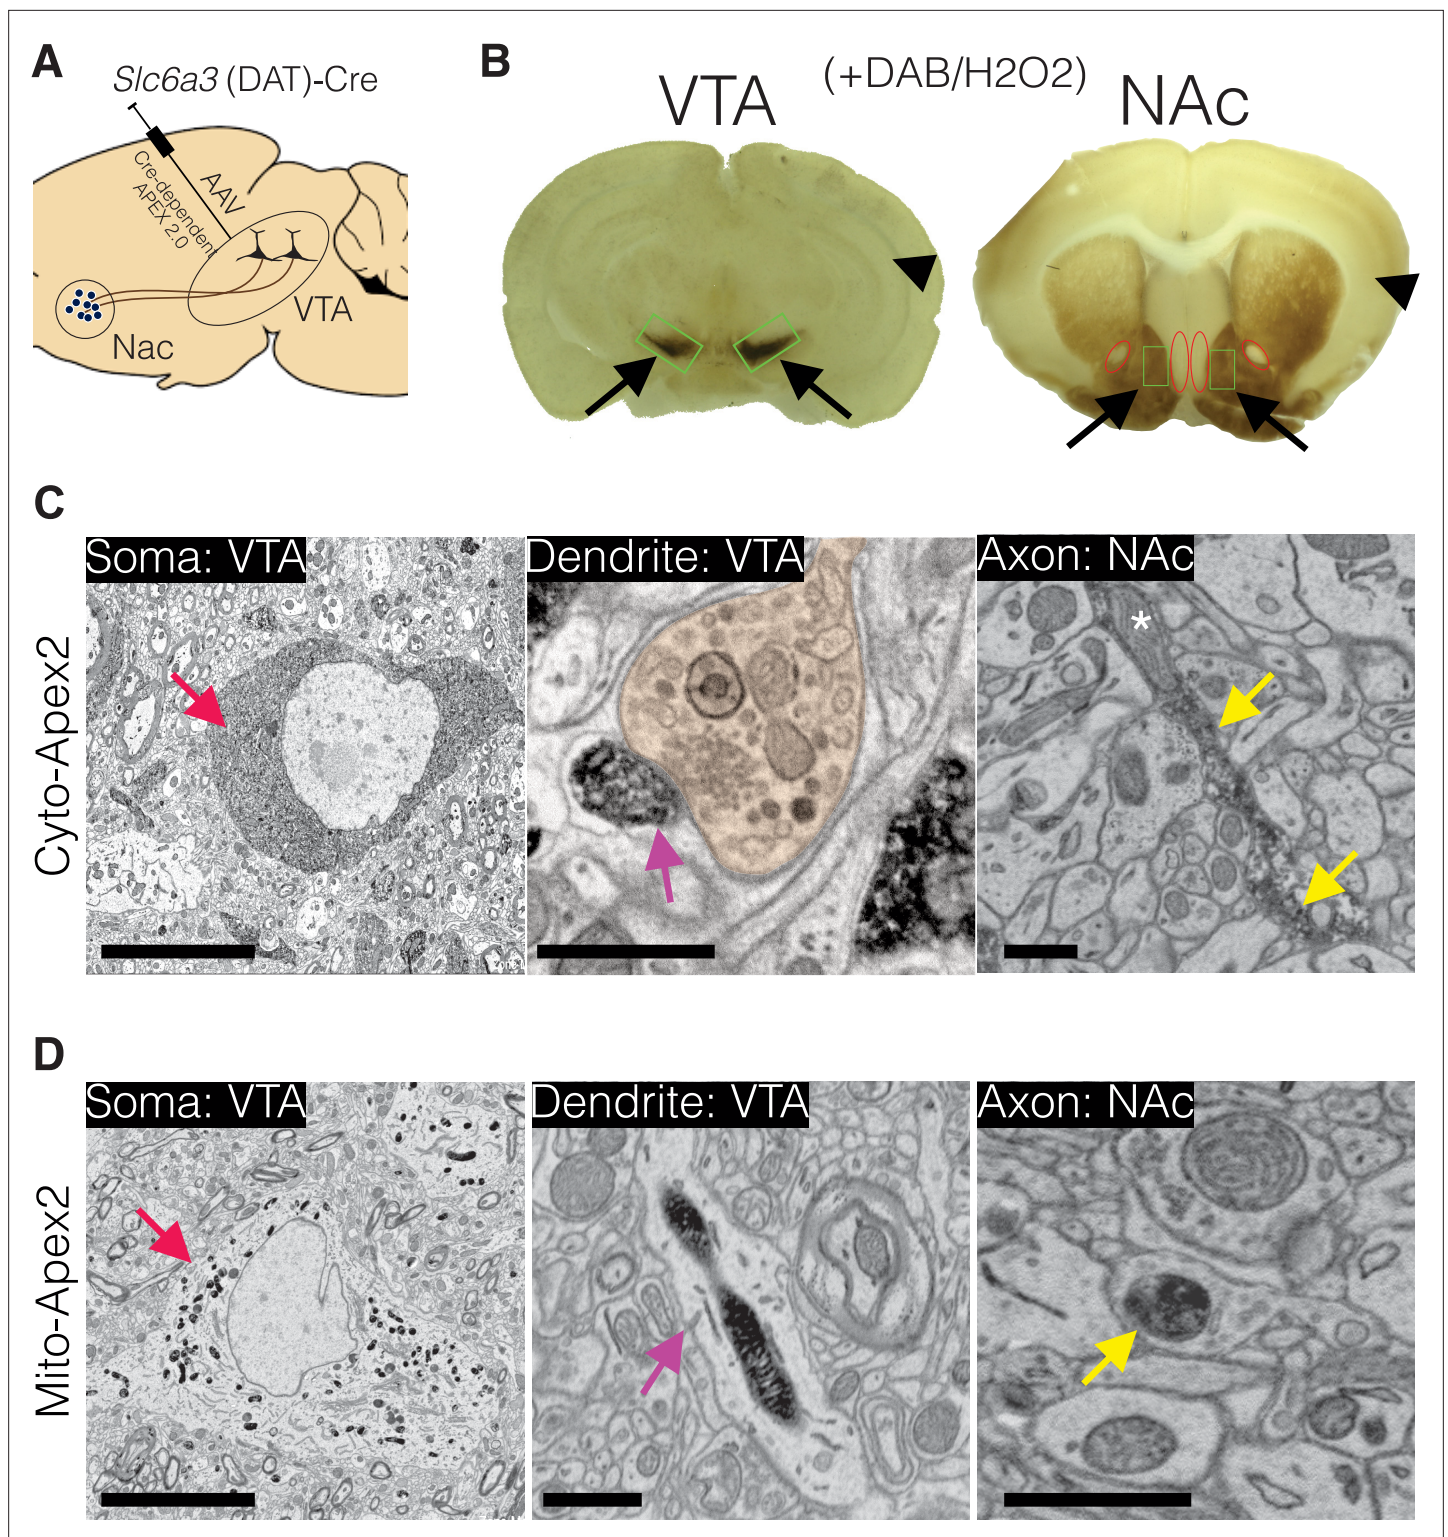 A
Slc6a3 (DAT)-Cre
AAV
Cre-dependent
APEX 2.0
VTA
Nac
B
VTA
(+DAB/H2O2)
NAc
C
Cyto-Apex2
Soma: VTA
Dendrite: VTA
Axon: NAc
*
D
Mito-Apex2
Soma: VTA
Dendrite: VTA
Axon: NAc